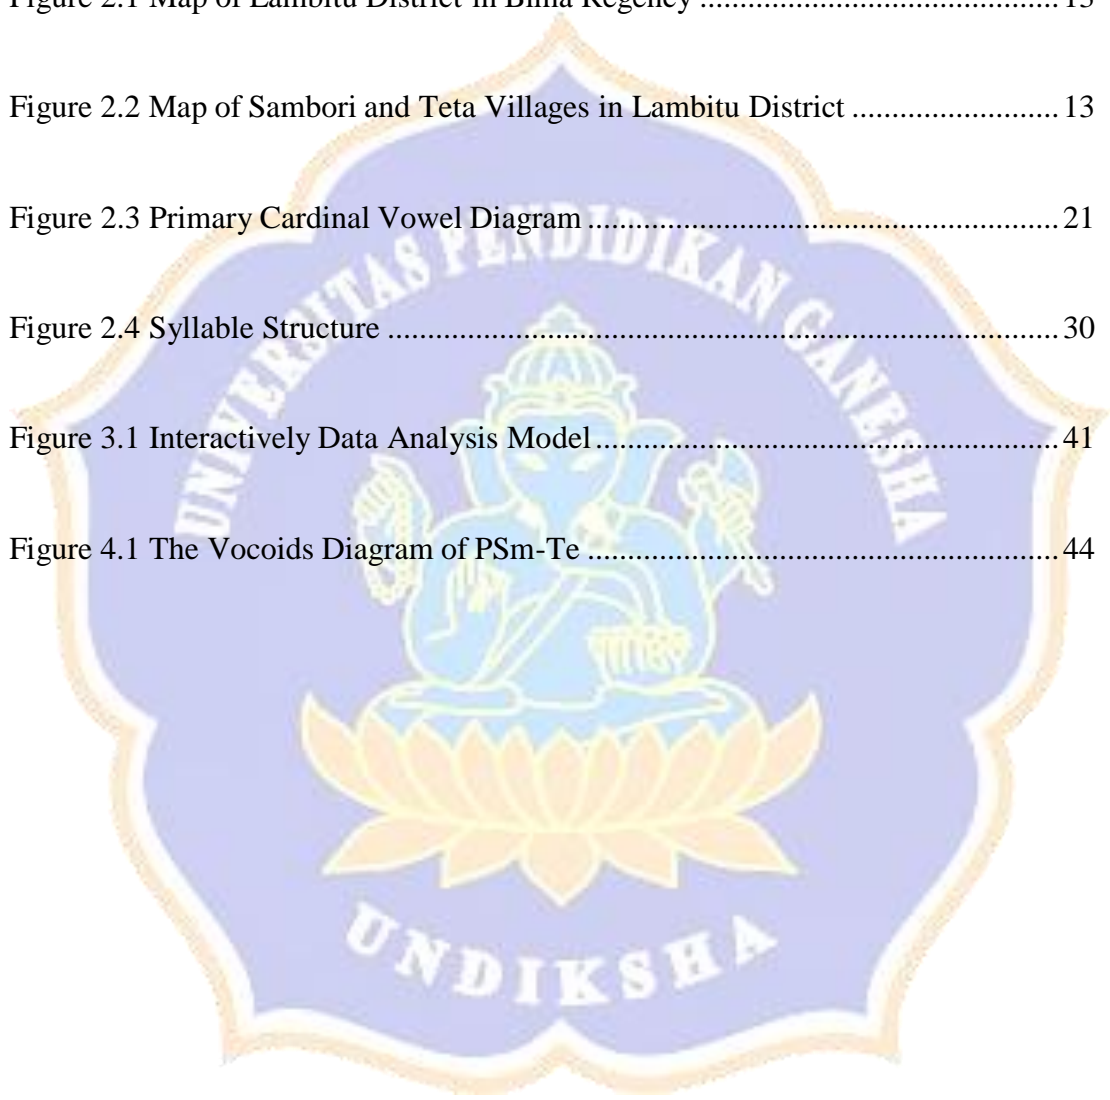 Figure 2.1 Map of Lambitu District in Bima Regency .............................................. 13
Figure 2.2 Map of Sambori and Teta Villages in Lambitu District .......................... 13
Figure 2.3 Primary Cardinal Vowel Diagram ............................................................ 21
Figure 2.4 Syllable Structure ..................................................................................... 30
Figure 3.1 Interactively Data Analysis Model ........................................................... 41
Figure 4.1 The Vocoids Diagram of PSm-Te ............................................................ 44
UNIVERSITAS PENDIDIKAN GANESHA
UNDIKSHA